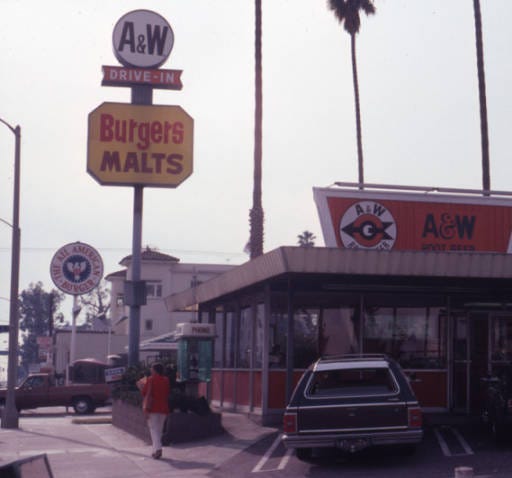 A&W
DRIVE-IN
Burgers
MALTS
ALL AMERICAN
BURGER
PHONE
A&W
A&W
ROOT BEER